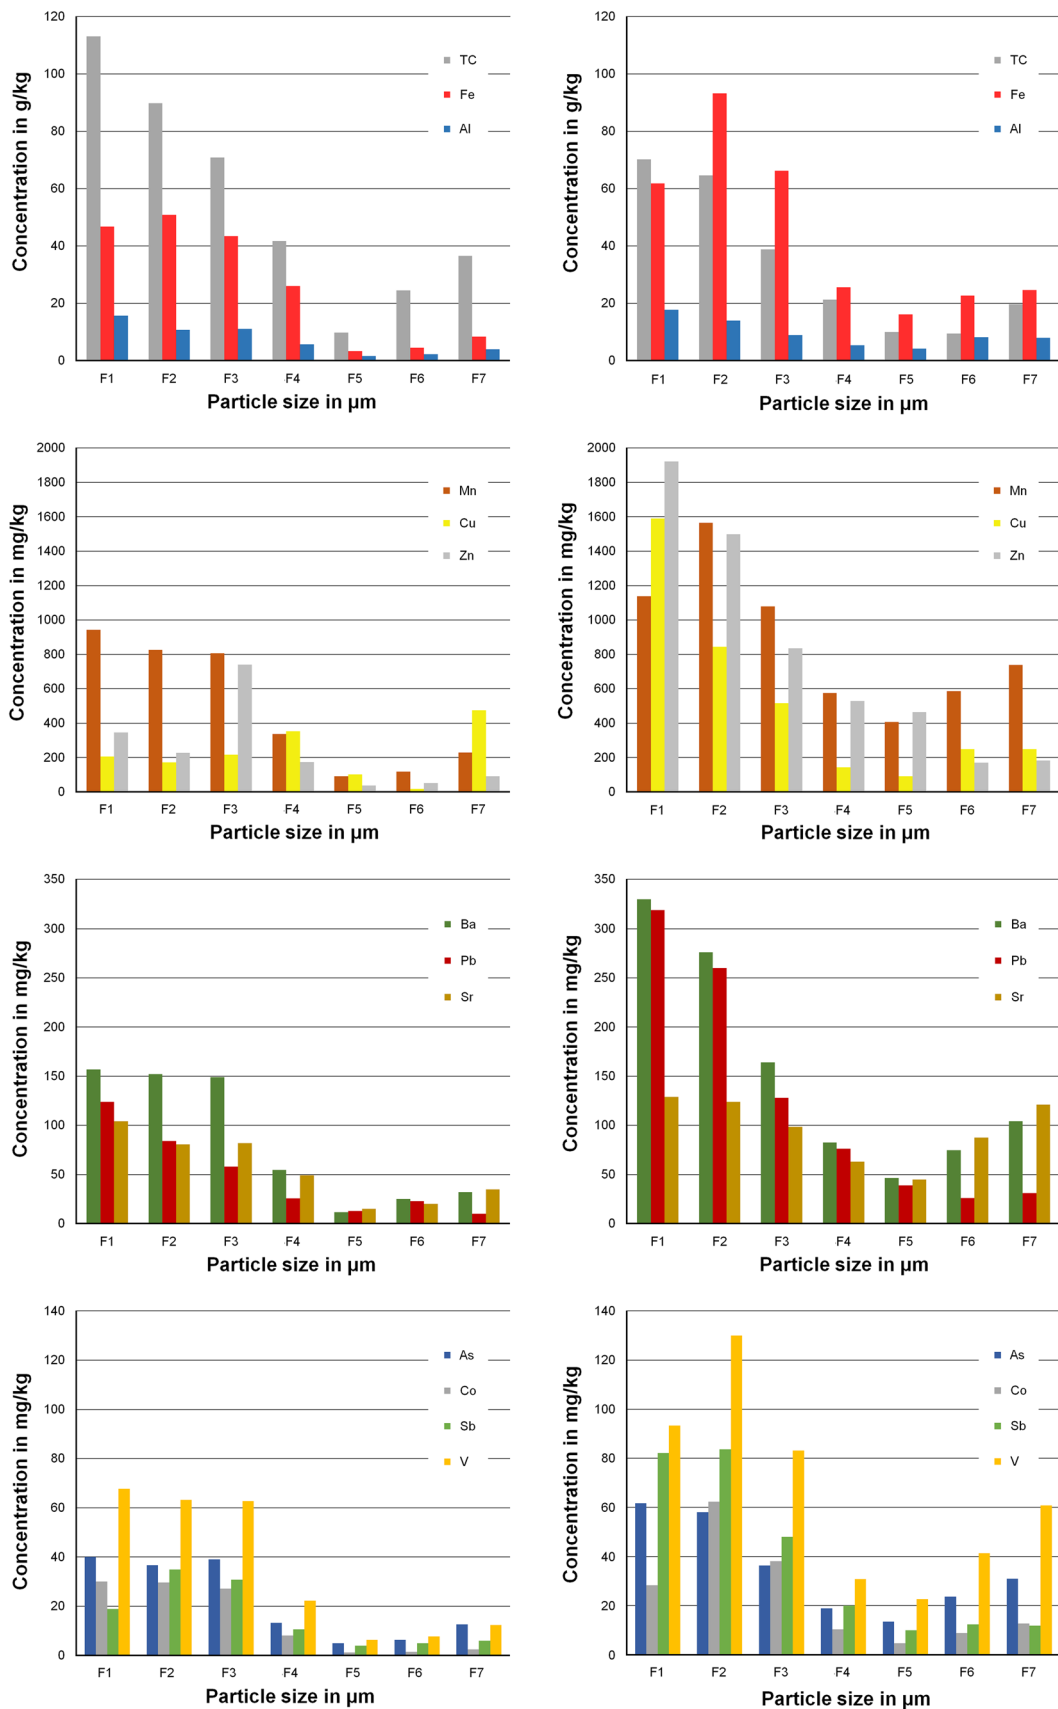 Concentration in g/kg
120
100
80
60
40
20
0
TC
Fe
Al
F1 F2 F3 F4 F5 F6 F7
Particle size in µm
Concentration in g/kg
120
100
80
60
40
20
0
TC
Fe
Al
F1 F2 F3 F4 F5 F6 F7
Particle size in µm
Concentration in mg/kg
2000
1800
1600
1400
1200
1000
800
600
400
200
0
Mn
Cu
Zn
F1 F2 F3 F4 F5 F6 F7
Particle size in µm
Concentration in mg/kg
2000
1800
1600
1400
1200
1000
800
600
400
200
0
Mn
Cu
Zn
F1 F2 F3 F4 F5 F6 F7
Particle size in µm
Concentration in mg/kg
350
300
250
200
150
100
50
0
Ba
Pb
Sr
F1 F2 F3 F4 F5 F6 F7
Particle size in µm
Concentration in mg/kg
350
300
250
200
150
100
50
0
Ba
Pb
Sr
F1 F2 F3 F4 F5 F6 F7
Particle size in µm
Concentration in mg/kg
140
120
100
80
60
40
20
0
As
Co
Sb
V
F1 F2 F3 F4 F5 F6 F7
Particle size in µm
Concentration in mg/kg
140
120
100
80
60
40
20
0
As
Co
Sb
V
F1 F2 F3 F4 F5 F6 F7
Particle size in µm